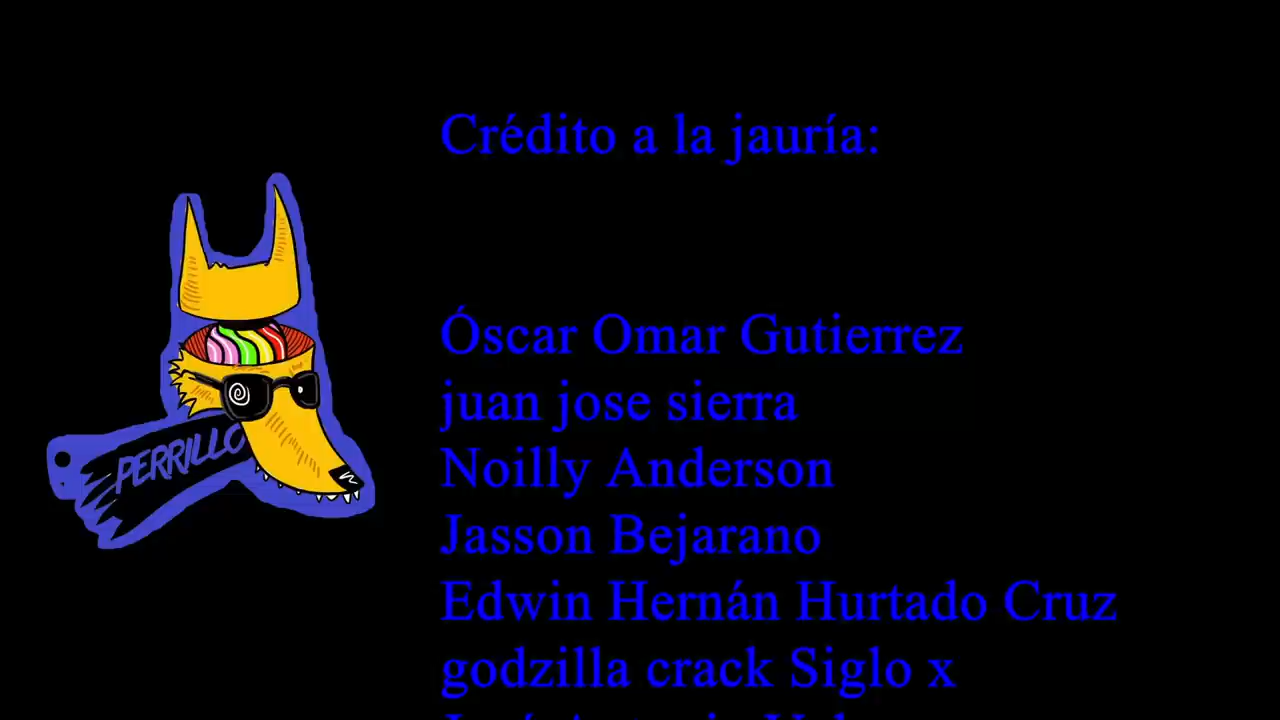 Crédito a la jauría:
Óscar Omar Gutierrez
juan jose sierra
PERRILLO
Noilly Anderson
Jasson Bejarano
Edwin Hernán Hurtado Cruz
godzilla crack Siglo x